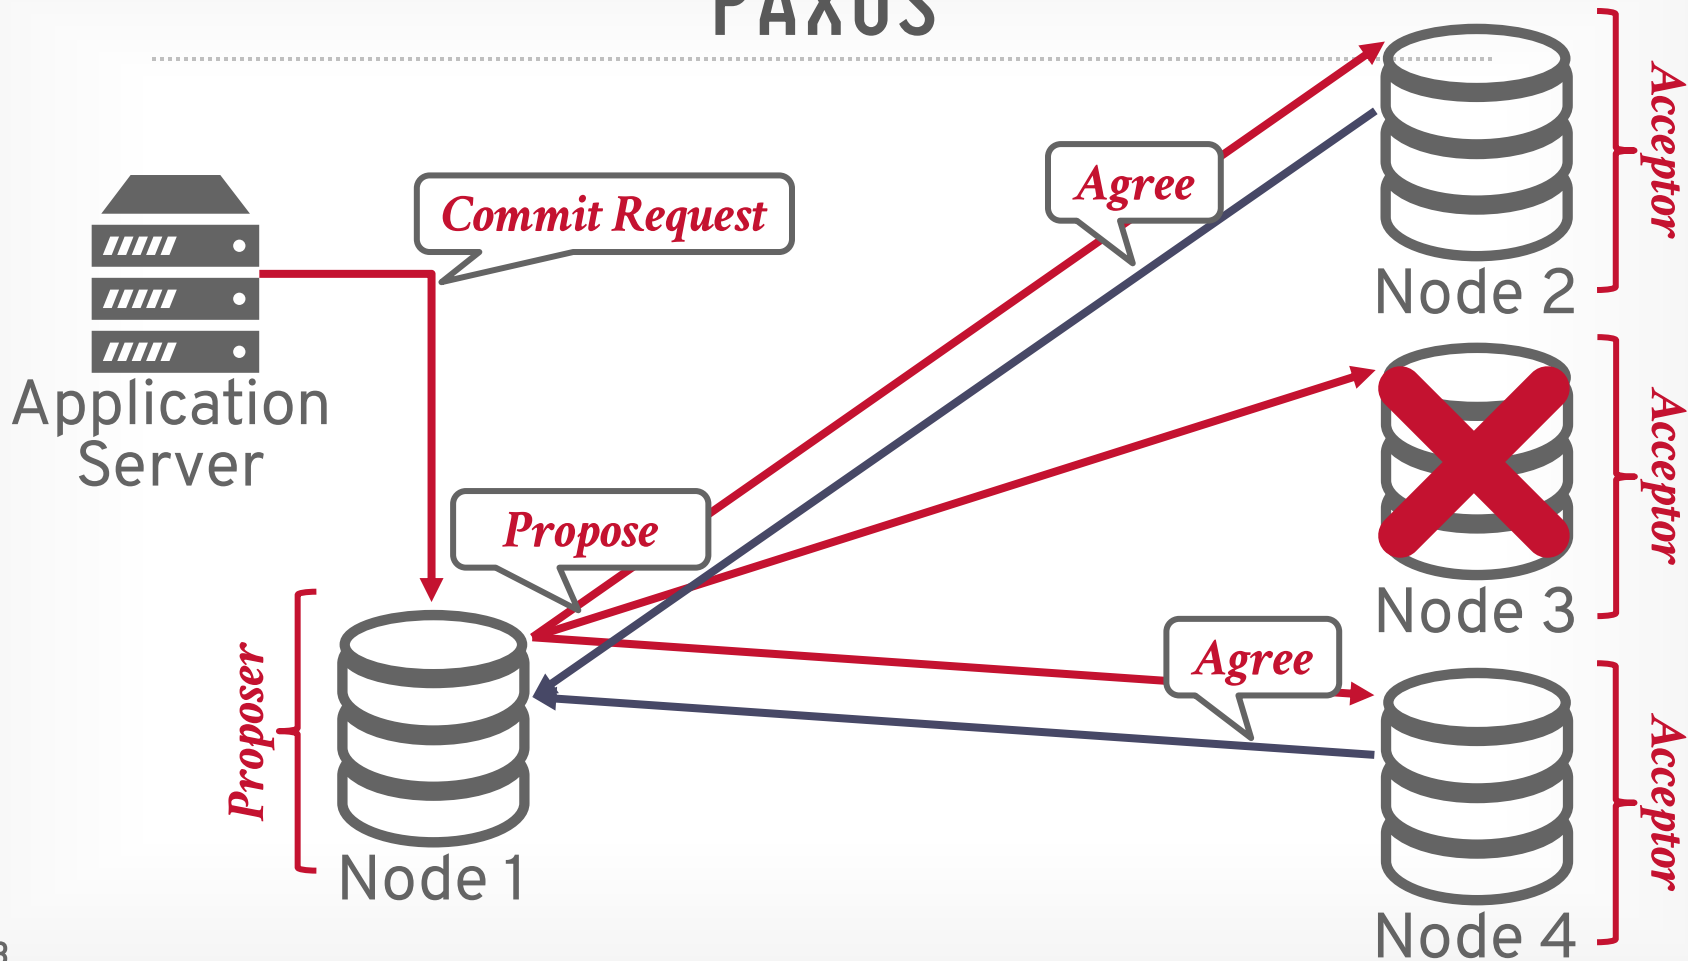 PAXOS
Commit Request
Agree
Acceptor
Node 2
Application
Server
Propose
Acceptor
Node 3
Agree
Proposer
Node 1
Acceptor
Node 4